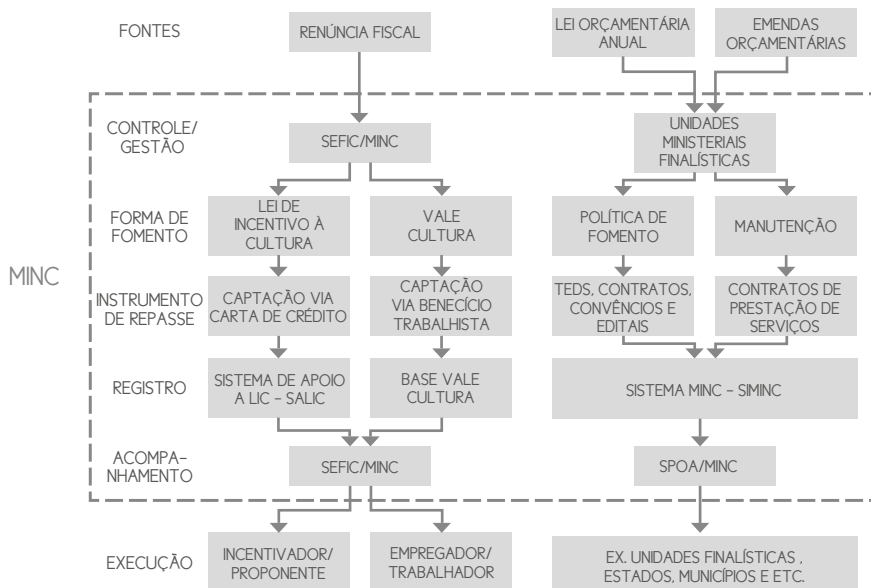 FONTES
RENÚNCIA FISCAL
LEI ORÇAMENTÁRIA
ANUAL
EMENDAS
ORÇAMENTÁRIAS
MINC
CONTROLE/
GESTÃO
SEFIC/MINC
UNIDADES
MINISTERIAIS
FINALÍSTICAS
FORMA DE
FOMENTO
LEI DE
INCENTIVO À
CULTURA
VALE
CULTURA
POLÍTICA DE
FOMENTO
MANUTENÇÃO
INSTRUMENTO
DE REPASSE
CAPTAÇÃO VIA
CARTA DE CRÉDITO
CAPTAÇÃO
VIA BENECÍCIO
TRABALHISTA
TEDS, CONTRATOS,
CONVÊNCIOS E
EDITAIS
CONTRATOS DE
PRESTAÇÃO DE
SERVIÇOS
REGISTRO
SISTEMA DE APOIO
A LIC – SALIC
BASE VALE
CULTURA
SISTEMA MINC – SIMINC
ACOMPA-
NHAMENTO
SEFIC/MINC
SPOA/MINC
EXECUÇÃO
INCENTIVADOR/
PROPONENTE
EMPREGADOR/
TRABALHADOR
EX. UNIDADES FINALÍSTICAS ,
ESTADOS, MUNICÍPIOS E ETC.